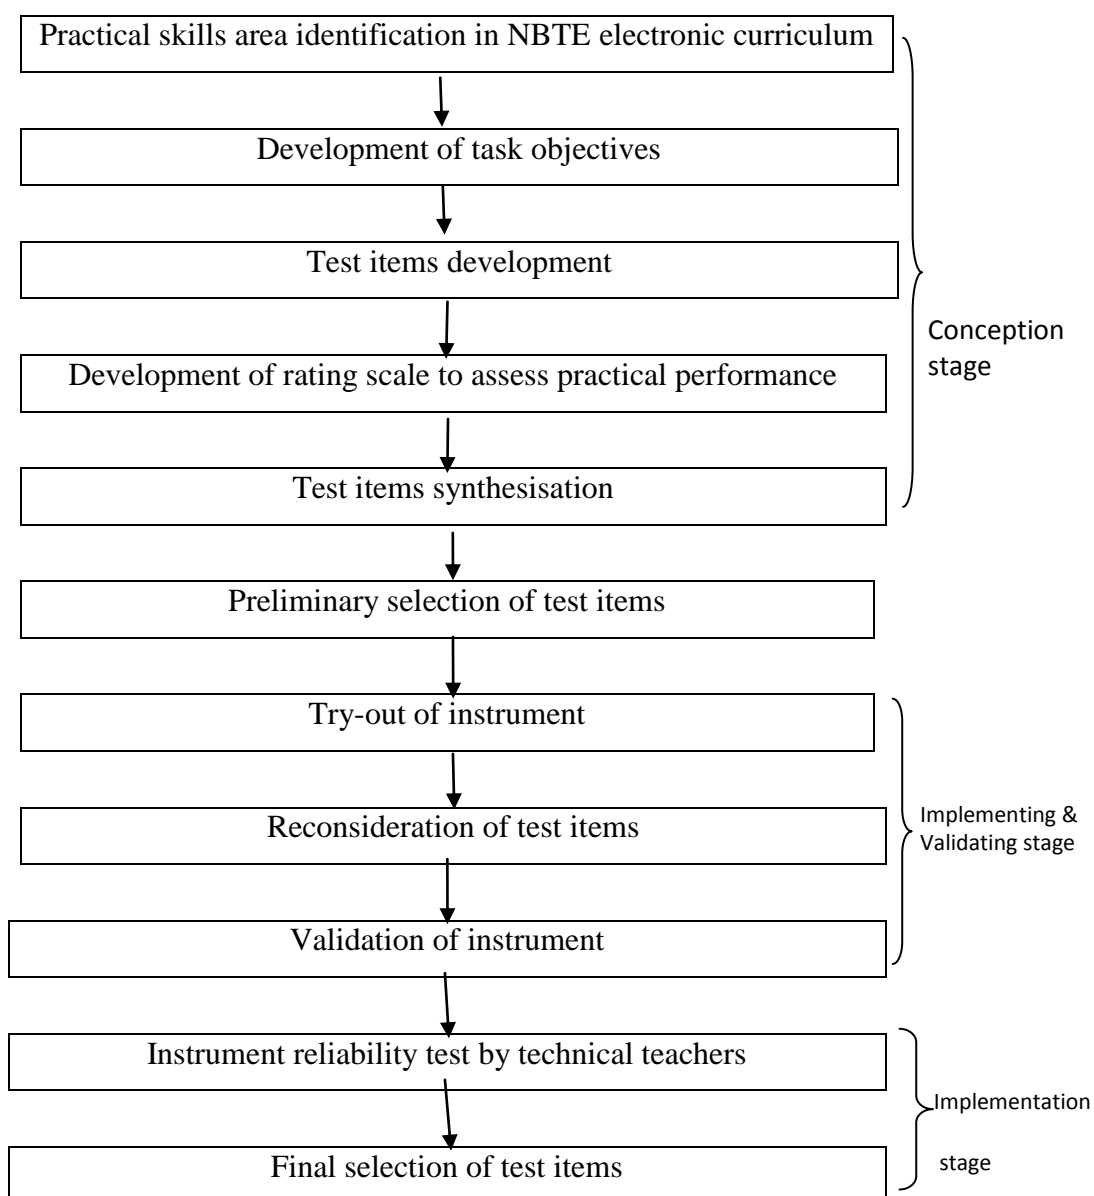 Practical skills area identification in NBTE electronic curriculum
Development of task objectives
Test items development
Conception
stage
Development of rating scale to assess practical performance
Test items synthesisation
Preliminary selection of test items
Try-out of instrument
Reconsideration of test items
Implementing &
Validating stage
Validation of instrument
Instrument reliability test by technical teachers
Implementation
stage
Final selection of test items